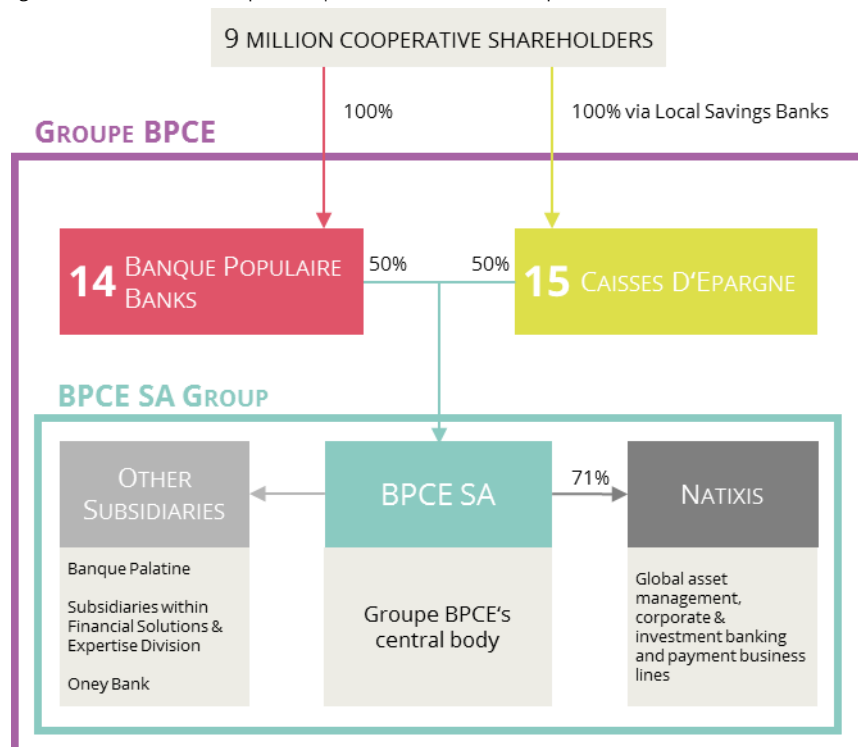 9 MILLION COOPERATIVE SHAREHOLDERS
100%
100% via Local Savings Banks
GROUPE BPCE
14 BANQUE POPULAIRE
BANKS
50%
50%
15 CAISSES D'EPARGNE
BPCE SA GROUP
OTHER
SUBSIDIARIES
BPCE SA
71%
NATIXIS
Banque Palatine
Subsidiaries within
Financial Solutions &
Expertise Division
Oney Bank
Groupe BPCE‘s
central body
Global asset
management,
corporate &
investment banking
and payment business
lines